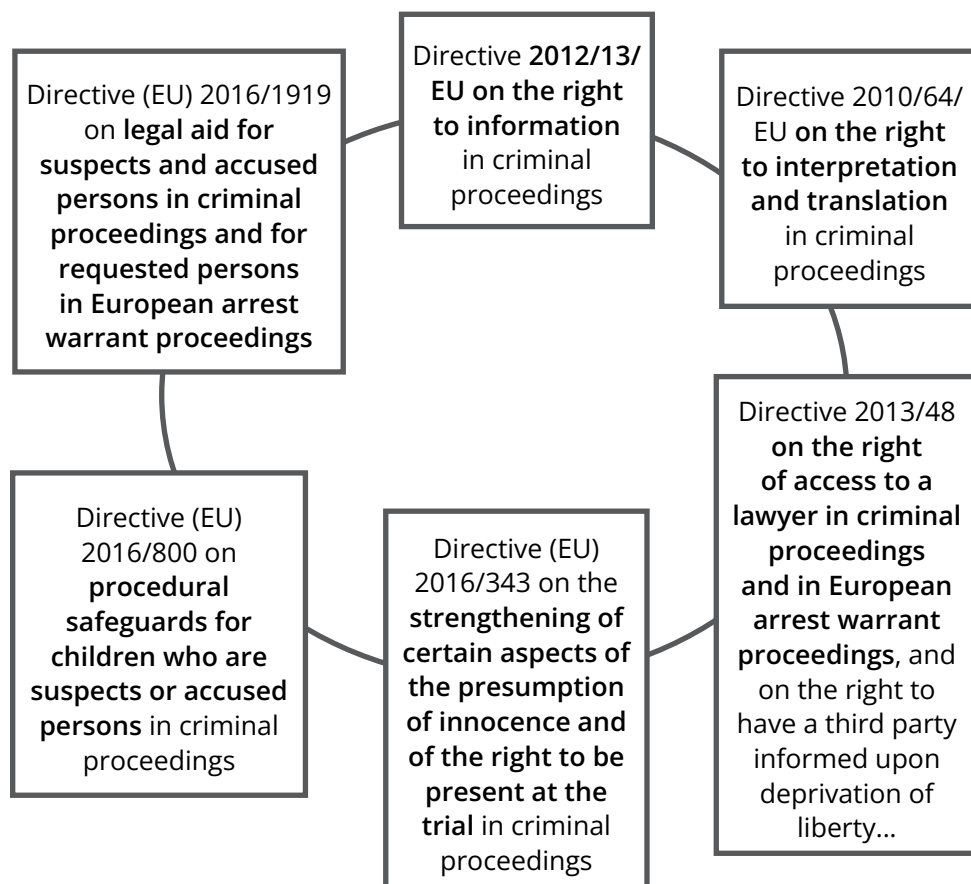 Directive (EU) 2016/1919
on legal aid for
suspects and accused
persons in criminal
proceedings and for
requested persons
in European arrest
warrant proceedings
Directive 2012/13/
EU on the right
to information
in criminal
proceedings
Directive 2010/64/
EU on the right
to interpretation
and translation
in criminal
proceedings
Directive 2013/48
on the right
of access to a
lawyer in criminal
proceedings
and in European
arrest warrant
proceedings, and
on the right to
have a third party
informed upon
deprivation of
liberty...
Directive (EU)
2016/343 on the
strengthening of
certain aspects of
the presumption
of innocence and
of the right to be
present at the
trial in criminal
proceedings
Directive (EU)
2016/800 on
procedural
safeguards for
children who are
suspects or accused
persons in criminal
proceedings